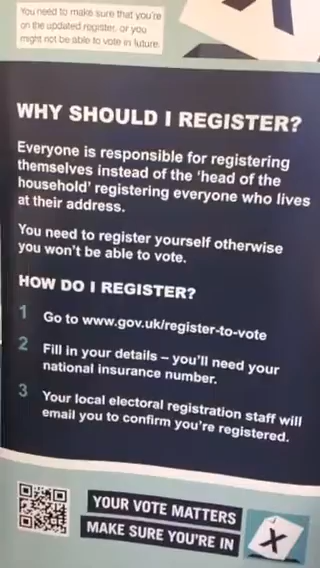 You need to make sure that you're
on the updated register, or you
might not be able to vote in future.
WHY SHOULD I REGISTER?
Everyone is responsible for registering
themselves instead of the 'head of the
household' registering everyone who lives
at their address.
You need to register yourself otherwise
you won't be able to vote.
HOW DO I REGISTER?
1 Go to www.gov.uk/register-to-vote
2 Fill in your details – you'll need your
national insurance number.
3 Your local electoral registration staff will
email you to confirm you're registered.
YOUR VOTE MATTERS
MAKE SURE YOU'RE IN
X